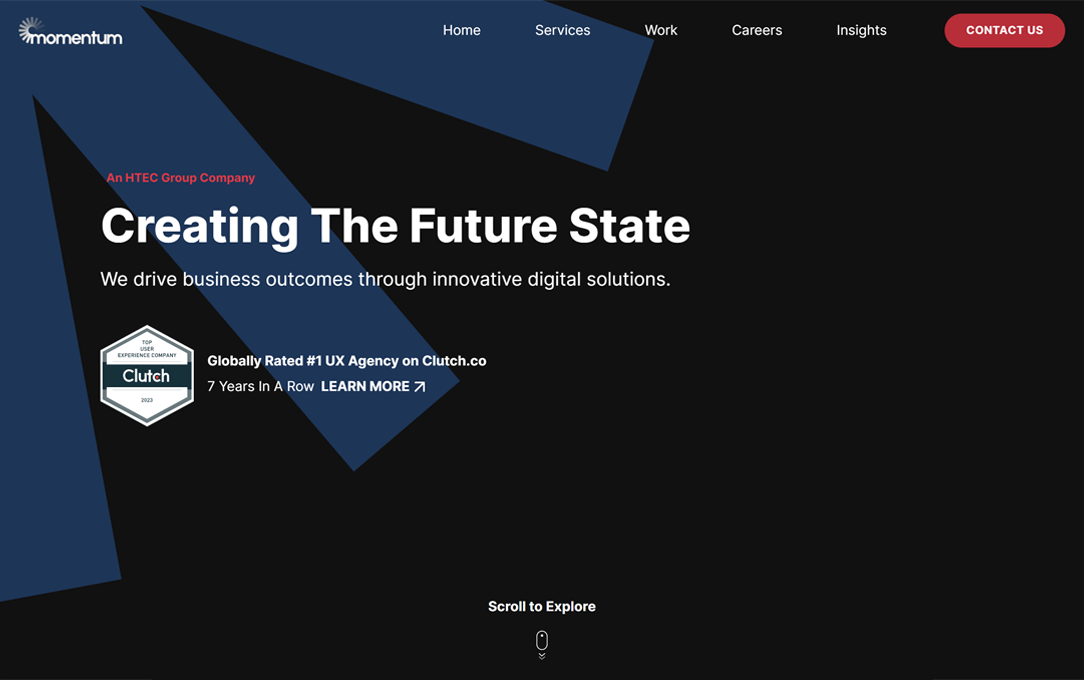 momentum
Home Services Work Careers Insights CONTACT US
An HTEC Group Company
Creating The Future State
We drive business outcomes through innovative digital solutions.
TOP
USER
EXPERIENCE COMPANY
Clutch
2023
Globally Rated #1 UX Agency on Clutch.co
7 Years In A Row LEARN MORE
Scroll to Explore